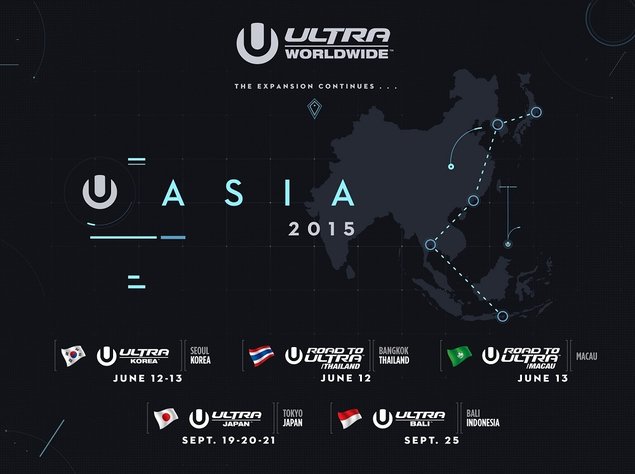 ULTRA
WORLDWIDE™
THE EXPANSION CONTINUES . . .
ASIA
2015
ULTRA
KOREA
SEOUL
KOREA
JUNE 12-13
ROAD TO
ULTRA
/THAILAND
BANGKOK
THAILAND
JUNE 12
ROAD TO
ULTRA
/MACAU
MACAU
JUNE 13
ULTRA
JAPAN
TOKYO
JAPAN
SEPT. 19-20-21
ULTRA
BALI
BALI
INDONESIA
SEPT. 25